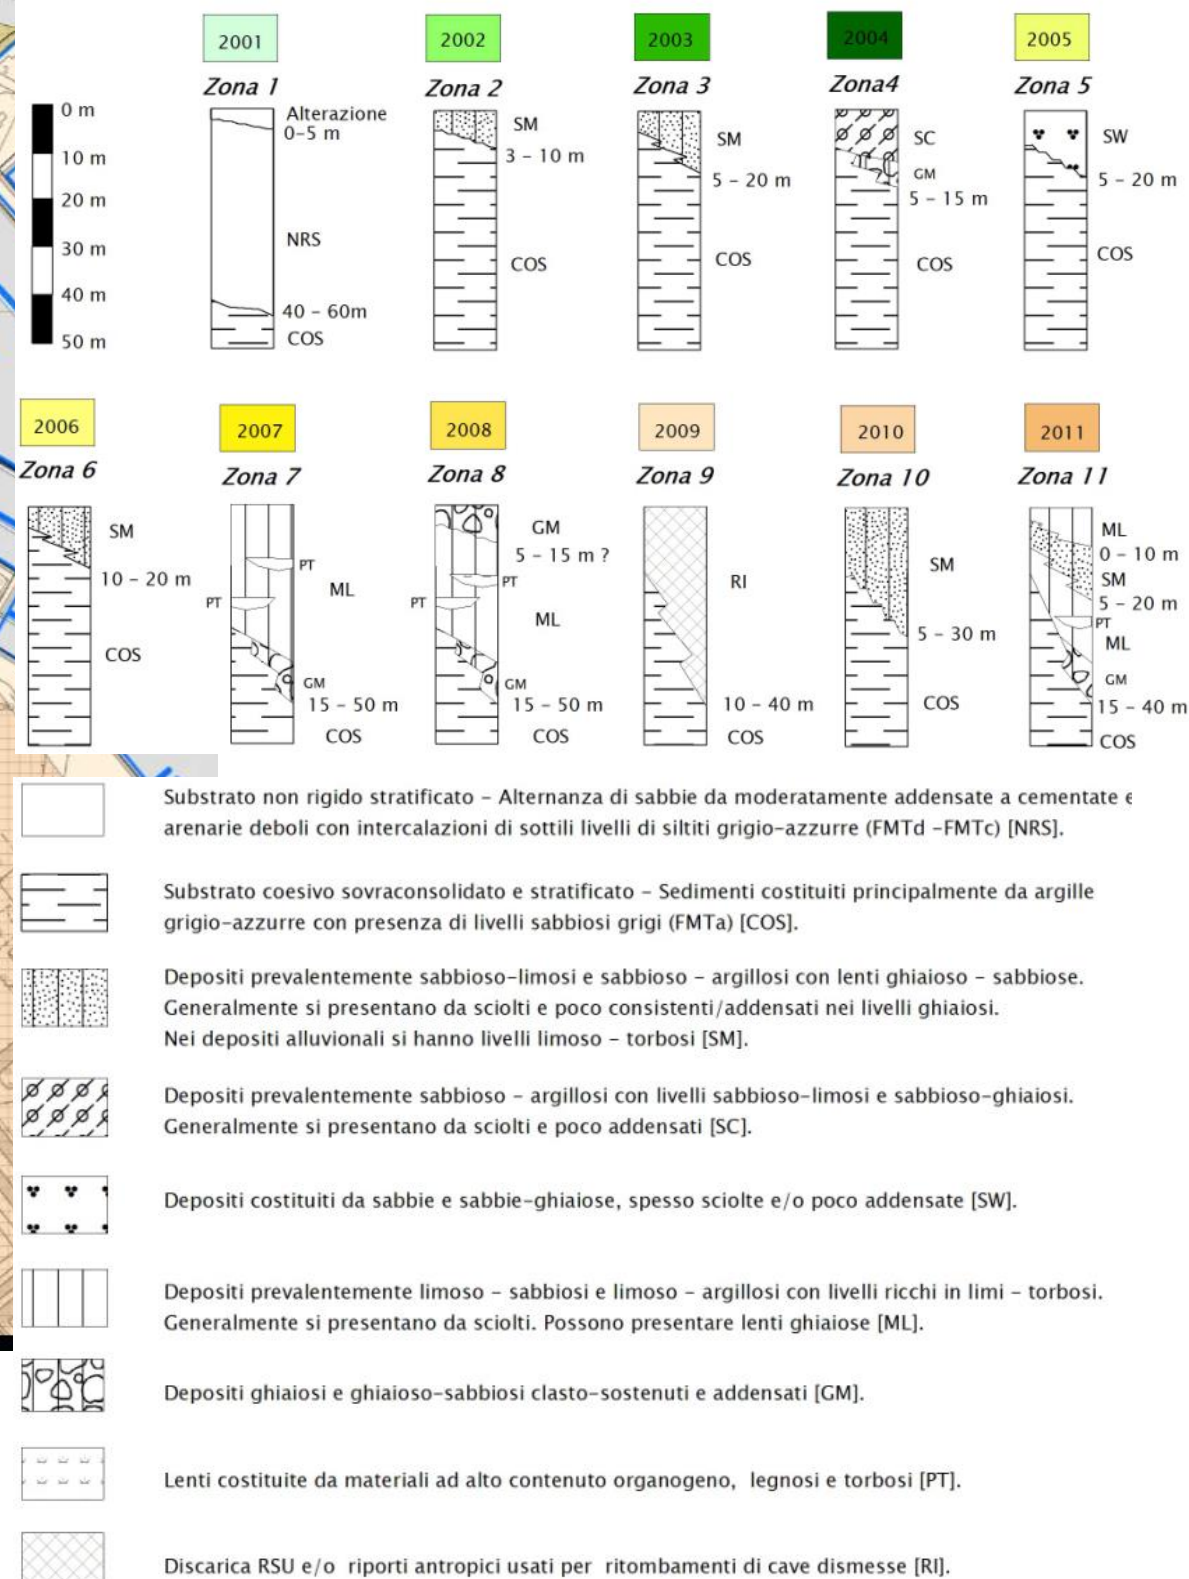 2001 2002 2003 2004 2005
Zona 1 Zona 2 Zona 3 Zona4 Zona 5
0 m
10 m
20 m
30 m
40 m
50 m
Alterazione
0-5 m
NRS
40 - 60m
COS
SM
3 - 10 m
COS
SM
5 - 20 m
COS
SC
GM
5 - 15 m
COS
SW
5 - 20 m
COS
2006 2007 2008 2009 2010 2011
Zona 6 Zona 7 Zona 8 Zona 9 Zona 10 Zona 11
SM
10 - 20 m
COS
PT
ML
PT
GM
15 - 50 m
COS
GM
5 - 15 m ?
PT
PT
ML
GM
15 - 50 m
COS
RI
10 - 40 m
COS
SM
5 - 30 m
COS
ML
0 - 10 m
SM
5 - 20 m
PT
ML
GM
15 - 40 m
COS
Substrato non rigido stratificato - Alternanza di sabbie da moderatamente addensate a cementate e
arenarie deboli con intercalazioni di sottili livelli di siltiti grigio-azzurre (FMTd -FMTc) [NRS].
Substrato coesivo sovraconsolidato e stratificato - Sedimenti costituiti principalmente da argille
grigio-azzurre con presenza di livelli sabbiosi grigi (FMTa) [COS].
Depositi prevalentemente sabbioso-limosi e sabbioso - argillosi con lenti ghiaioso - sabbiose.
Generalmente si presentano da sciolti e poco consistenti/addensati nei livelli ghiaiosi.
Nei depositi alluvionali si hanno livelli limoso - torbosi [SM].
Depositi prevalentemente sabbioso - argillosi con livelli sabbioso-limosi e sabbioso-ghiaiosi.
Generalmente si presentano da sciolti e poco addensati [SC].
Depositi costituiti da sabbie e sabbie-ghiaiose, spesso sciolte e/o poco addensate [SW].
Depositi prevalentemente limoso - sabbiosi e limoso - argillosi con livelli ricchi in limi - torbosi.
Generalmente si presentano da sciolti. Possono presentare lenti ghiaiose [ML].
Depositi ghiaiosi e ghiaioso-sabbiosi clasto-sostenuti e addensati [GM].
Lenti costituite da materiali ad alto contenuto organogeno, legnosi e torbosi [PT].
Discarica RSU e/o riporti antropici usati per ritombamenti di cave dismesse [RI].